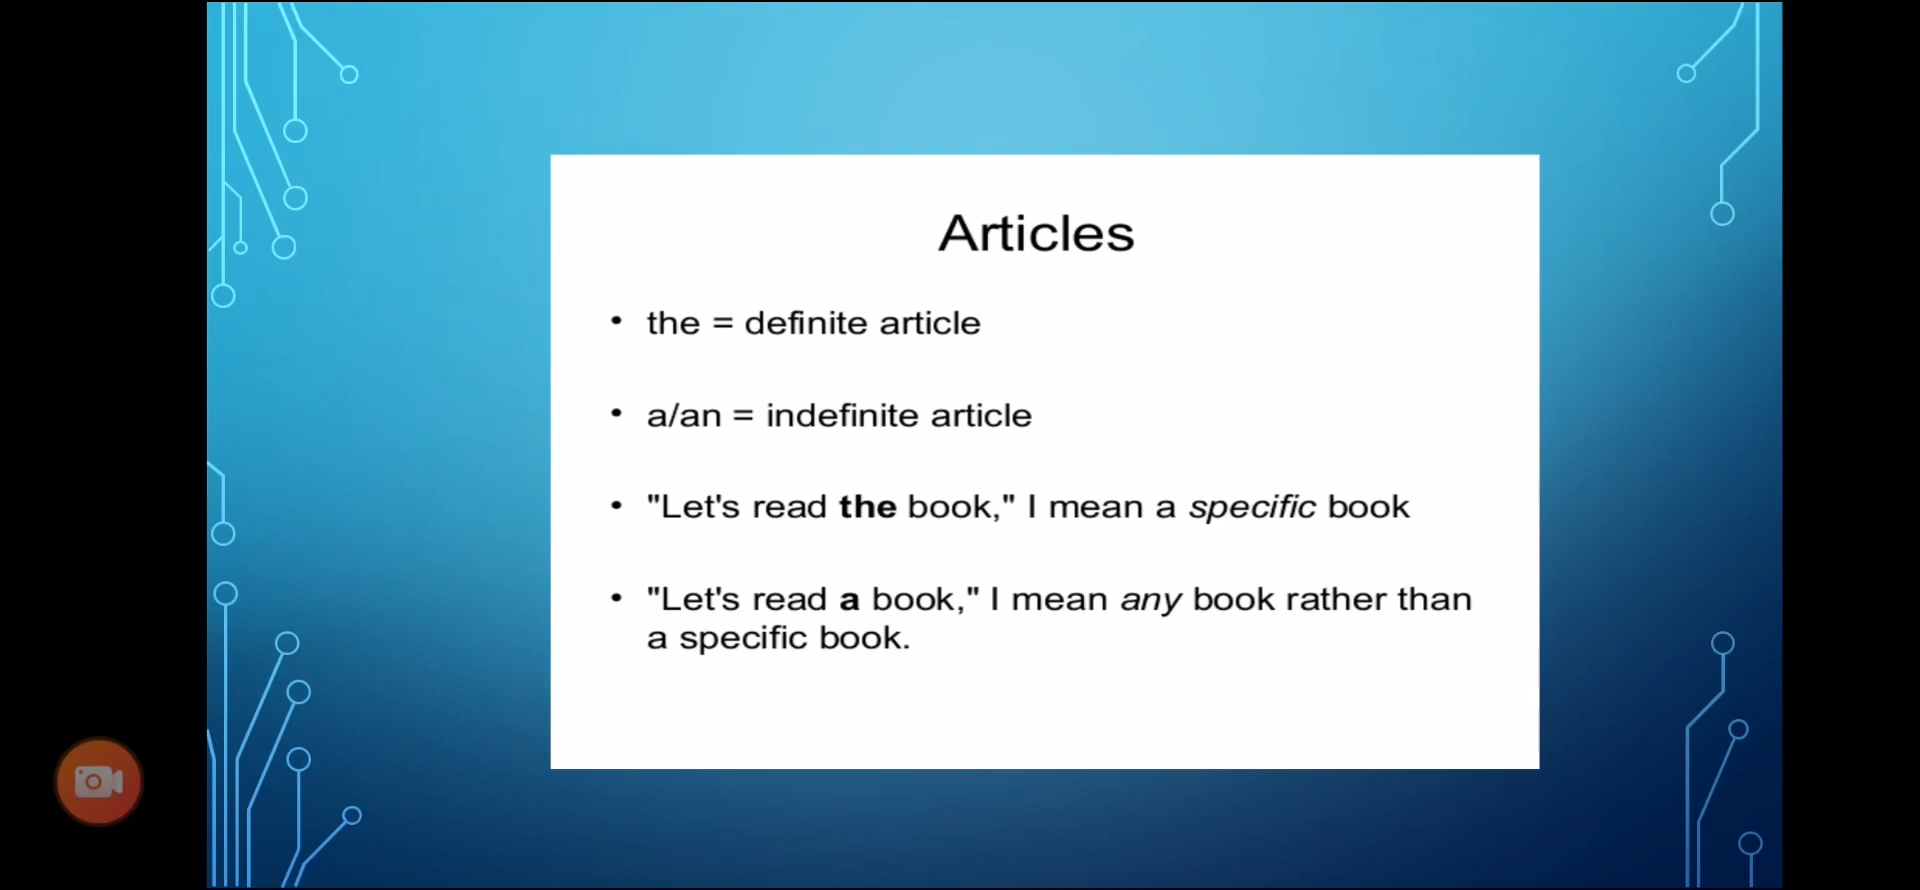 Articles
• the = definite article
• a/an = indefinite article
• "Let's read the book," I mean a specific book
• "Let's read a book," I mean any book rather than
a specific book.